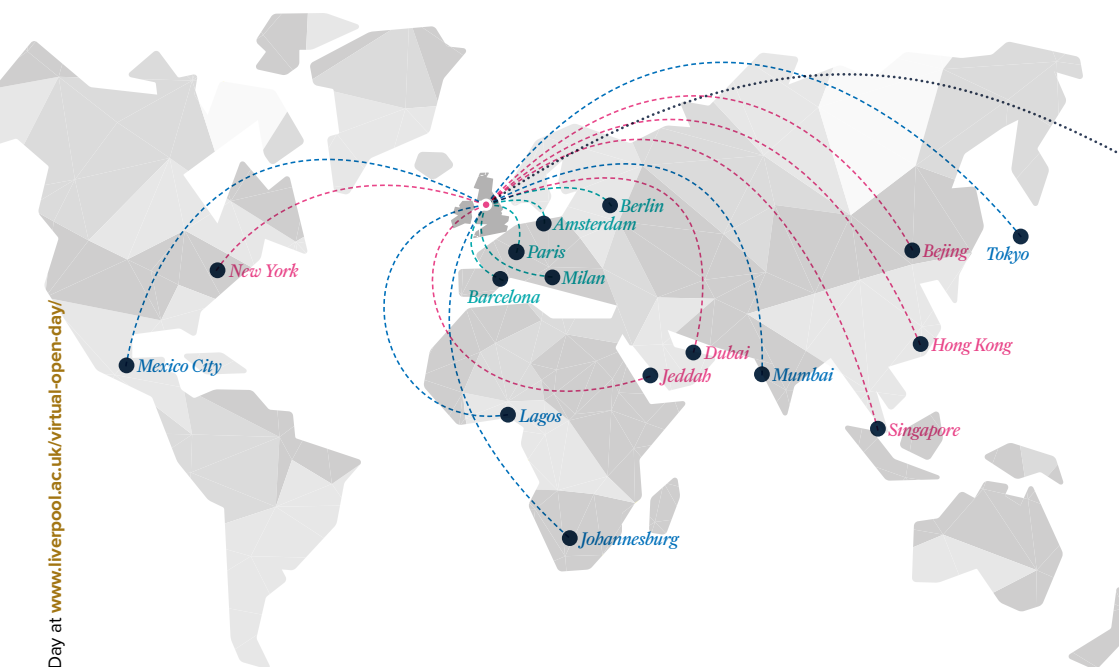 Berlin
Amsterdam
Paris
Bejing
Tokyo
New York
Milan
Barcelona
Hong Kong
Dubai
Mexico City
Jeddah
Mumbai
Lagos
Singapore
Johannesburg
Day at www.liverpool.ac.uk/virtual-open-day/